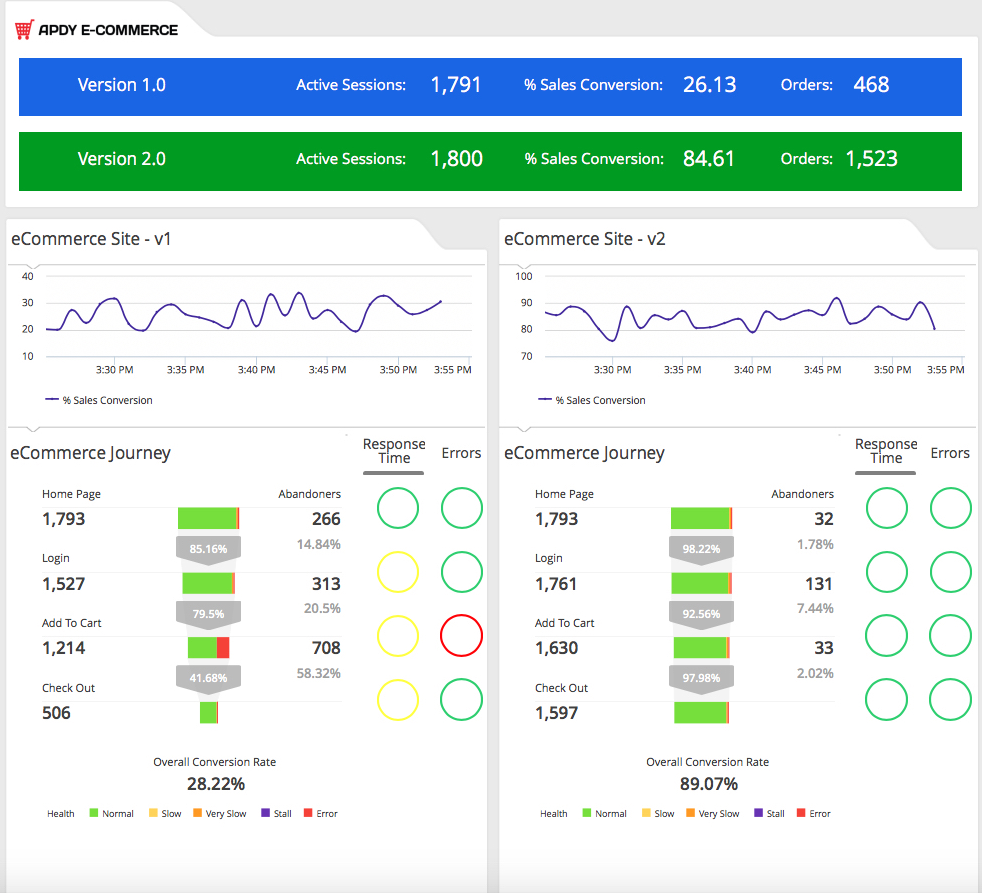 APDY E-COMMERCE
Version 1.0 Active Sessions: 1,791 % Sales Conversion: 26.13 Orders: 468
Version 2.0 Active Sessions: 1,800 % Sales Conversion: 84.61 Orders: 1,523
eCommerce Site - v1
40
30
20
10
3:30 PM 3:35 PM 3:40 PM 3:45 PM 3:50 PM 3:55 PM
% Sales Conversion
eCommerce Journey
Response
Time
Errors
Home Page Abandoners
1,793 266
85.16% 14.84%
Login
1,527 313
79.5% 20.5%
Add To Cart
1,214 708
41.68% 58.32%
Check Out
506
Overall Conversion Rate
28.22%
Health Normal Slow Very Slow Stall Error
eCommerce Site - v2
100
90
80
70
3:30 PM 3:35 PM 3:40 PM 3:45 PM 3:50 PM 3:55 PM
% Sales Conversion
eCommerce Journey
Response
Time
Errors
Home Page Abandoners
1,793 32
98.22% 1.78%
Login
1,761 131
92.56% 7.44%
Add To Cart
1,630 33
97.98% 2.02%
Check Out
1,597
Overall Conversion Rate
89.07%
Health Normal Slow Very Slow Stall Error